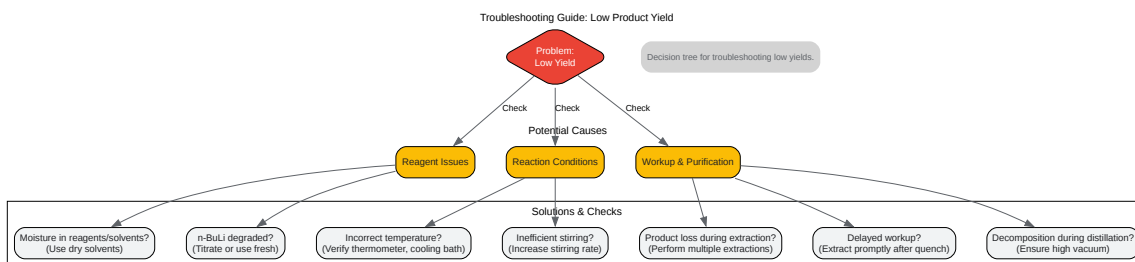 Troubleshooting Guide: Low Product Yield
Problem:
Low Yield
Decision tree for troubleshooting low yields.
Check
Check
Check
Potential Causes
Reagent Issues
Reaction Conditions
Workup & Purification
Solutions & Checks
Moisture in reagents/solvents?
(Use dry solvents)
n-BuLi degraded?
(Titrate or use fresh)
Incorrect temperature?
(Verify thermometer, cooling bath)
Inefficient stirring?
(Increase stirring rate)
Product loss during extraction?
(Perform multiple extractions)
Delayed workup?
(Extract promptly after quench)
Decomposition during distillation?
(Ensure high vacuum)